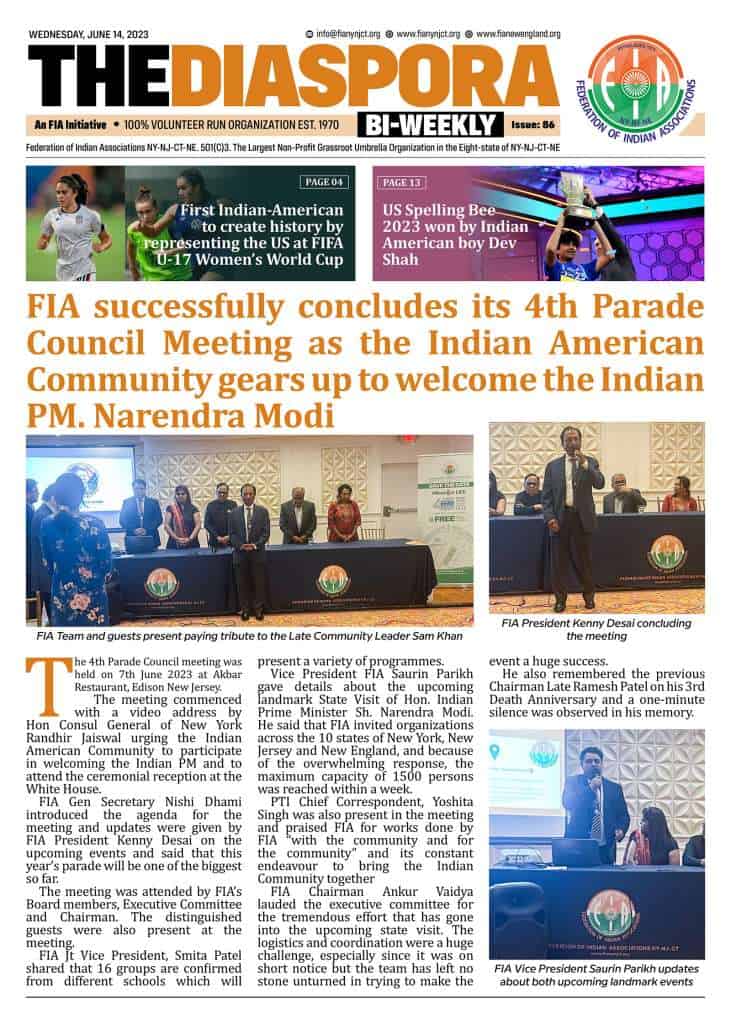 WEDNESDAY, JUNE 14, 2023
info@fianynjct.org
www.fianynjct.org
www.fianewengland.org
THEDIASPORA
An FIA Initiative • 100% VOLUNTEER RUN ORGANIZATION EST. 1970
BI-WEEKLY
Issue: 86
FIA
NY-NJ-CT-NE
FEDERATION OF INDIAN ASSOCIATIONS
Federation of Indian Associations NY-NJ-CT-NE. 501(C)3. The Largest Non-Profit Grassroot Umbrella Organization in the Eight-state of NY-NJ-CT-NE
PAGE 04
First Indian-American
to create history by
representing the US at FIFA
U-17 Women's World Cup
PAGE 13
US Spelling Bee
2023 won by Indian
American boy Dev
Shah
FIA successfully concludes its 4th Parade
Council Meeting as the Indian American
Community gears up to welcome the Indian
PM. Narendra Modi
SAVE THE DATE
FREE
FIA Team and guests present paying tribute to the Late Community Leader Sam Khan
FIA President Kenny Desai concluding
the meeting
The 4th Parade Council meeting was
held on 7th June 2023 at Akbar
Restaurant, Edison New Jersey.
The meeting commenced
with a video address by
Hon Consul General of New York
Randhir Jaiswal urging the Indian
American Community to participate
in welcoming the Indian PM and to
attend the ceremonial reception at the
White House.
FIA Gen Secretary Nishi Dhami
introduced the agenda for the
meeting and updates were given by
FIA President Kenny Desai on the
upcoming events and said that this
year's parade will be one of the biggest
so far.
The meeting was attended by FIA's
Board members, Executive Committee
and Chairman. The distinguished
guests were also present at the
meeting.
FIA Jt Vice President, Smita Patel
shared that 16 groups are confirmed
from different schools which will
present a variety of programmes.
Vice President FIA Saurin Parikh
gave details about the upcoming
landmark State Visit of Hon. Indian
Prime Minister Sh. Narendra Modi.
He said that FIA invited organizations
across the 10 states of New York, New
Jersey and New England, and because
of the overwhelming response, the
maximum capacity of 1500 persons
was reached within a week.
PTI Chief Correspondent, Yoshita
Singh was also present in the meeting
and praised FIA for works done by
FIA "with the community and for
the community" and its constant
endeavour to bring the Indian
Community together
FIA Chairman Ankur Vaidya
lauded the executive committee for
the tremendous effort that has gone
into the upcoming state visit. The
logistics and coordination were a huge
challenge, especially since it was on
short notice but the team has left no
stone unturned in trying to make the
event a huge success.
He also remembered the previous
Chairman Late Ramesh Patel on his 3rd
Death Anniversary and a one-minute
silence was observed in his memory.
FIA Vice President Saurin Parikh updates
about both upcoming landmark events